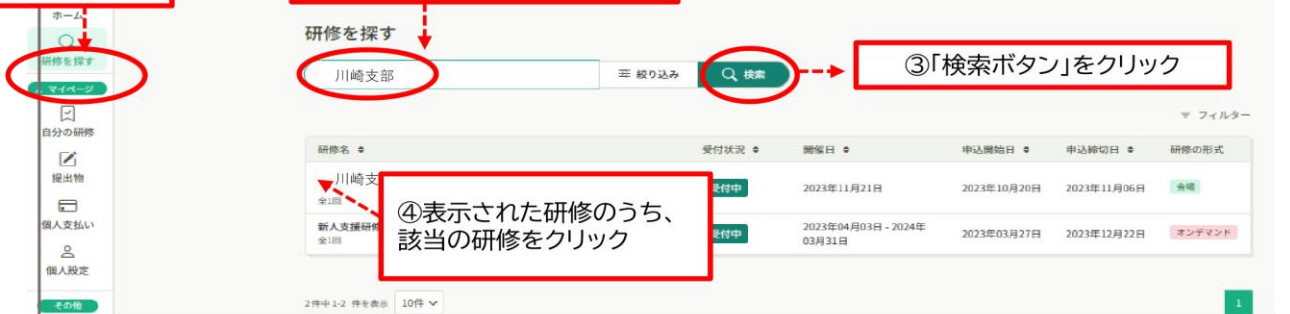 ホーム
研修を探す
マイページ
自分の研修
提出物
個人支払い
個人設定
その他
研修を探す
川崎支部
絞り込み
検索
③「検索ボタン」をクリック
フィルター
研修名
受付状況
開催日
申込開始日
申込締切日
研修の形式
川崎支
全1回
受付中
2023年11月21日
2023年10月20日
2023年11月06日
会場
④表示された研修のうち、
該当の研修をクリック
新人支援研修
全1回
受付中
2023年04月03日 - 2024年
03月31日
2023年03月27日
2023年12月22日
オンデマンド
2件中 1-2 件を表示
10件
1